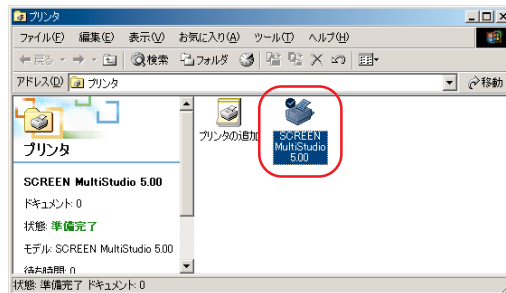 プリンタ
ファイル(F) 編集(E) 表示(V) お気に入り(A) ツール(T) ヘルプ(H)
戻る 検索 フォルダ
アドレス(D) プリンタ 移動
プリンタ
SCREEN MultiStudio 5.00
ドキュメント: 0
状態: 準備完了
モデル: SCREEN MultiStudio 5.00
待ち時間: 0
プリンタの追加
SCREEN
MultiStudio
5.00
状態: 準備完了 ドキュメント: 0